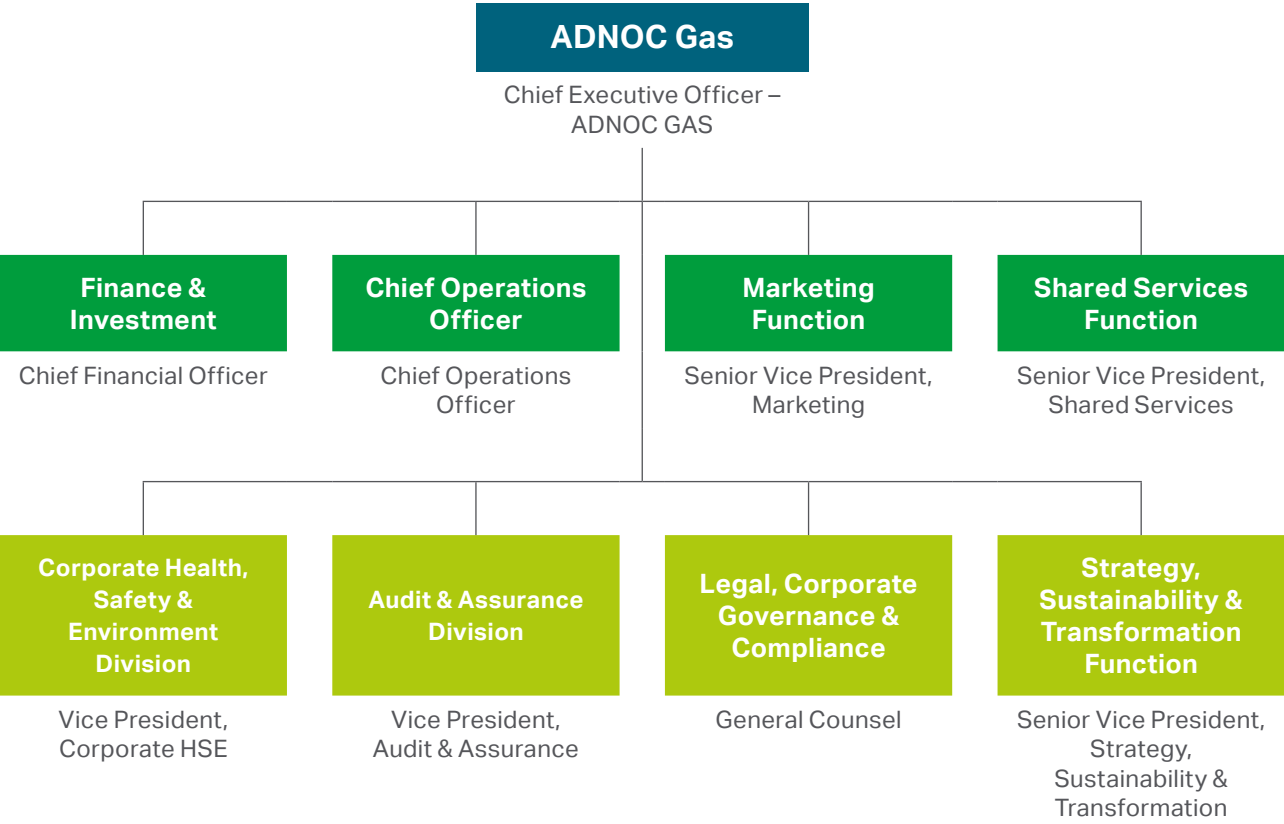 ADNOC Gas
Chief Executive Officer –
ADNOC GAS
Finance &
Investment
Chief Financial Officer
Chief Operations
Officer
Chief Operations
Officer
Marketing
Function
Senior Vice President,
Marketing
Shared Services
Function
Senior Vice President,
Shared Services
Corporate Health,
Safety &
Environment
Division
Vice President,
Corporate HSE
Audit & Assurance
Division
Vice President,
Audit & Assurance
Legal, Corporate
Governance &
Compliance
General Counsel
Strategy,
Sustainability &
Transformation
Function
Senior Vice President,
Strategy,
Sustainability &
Transformation